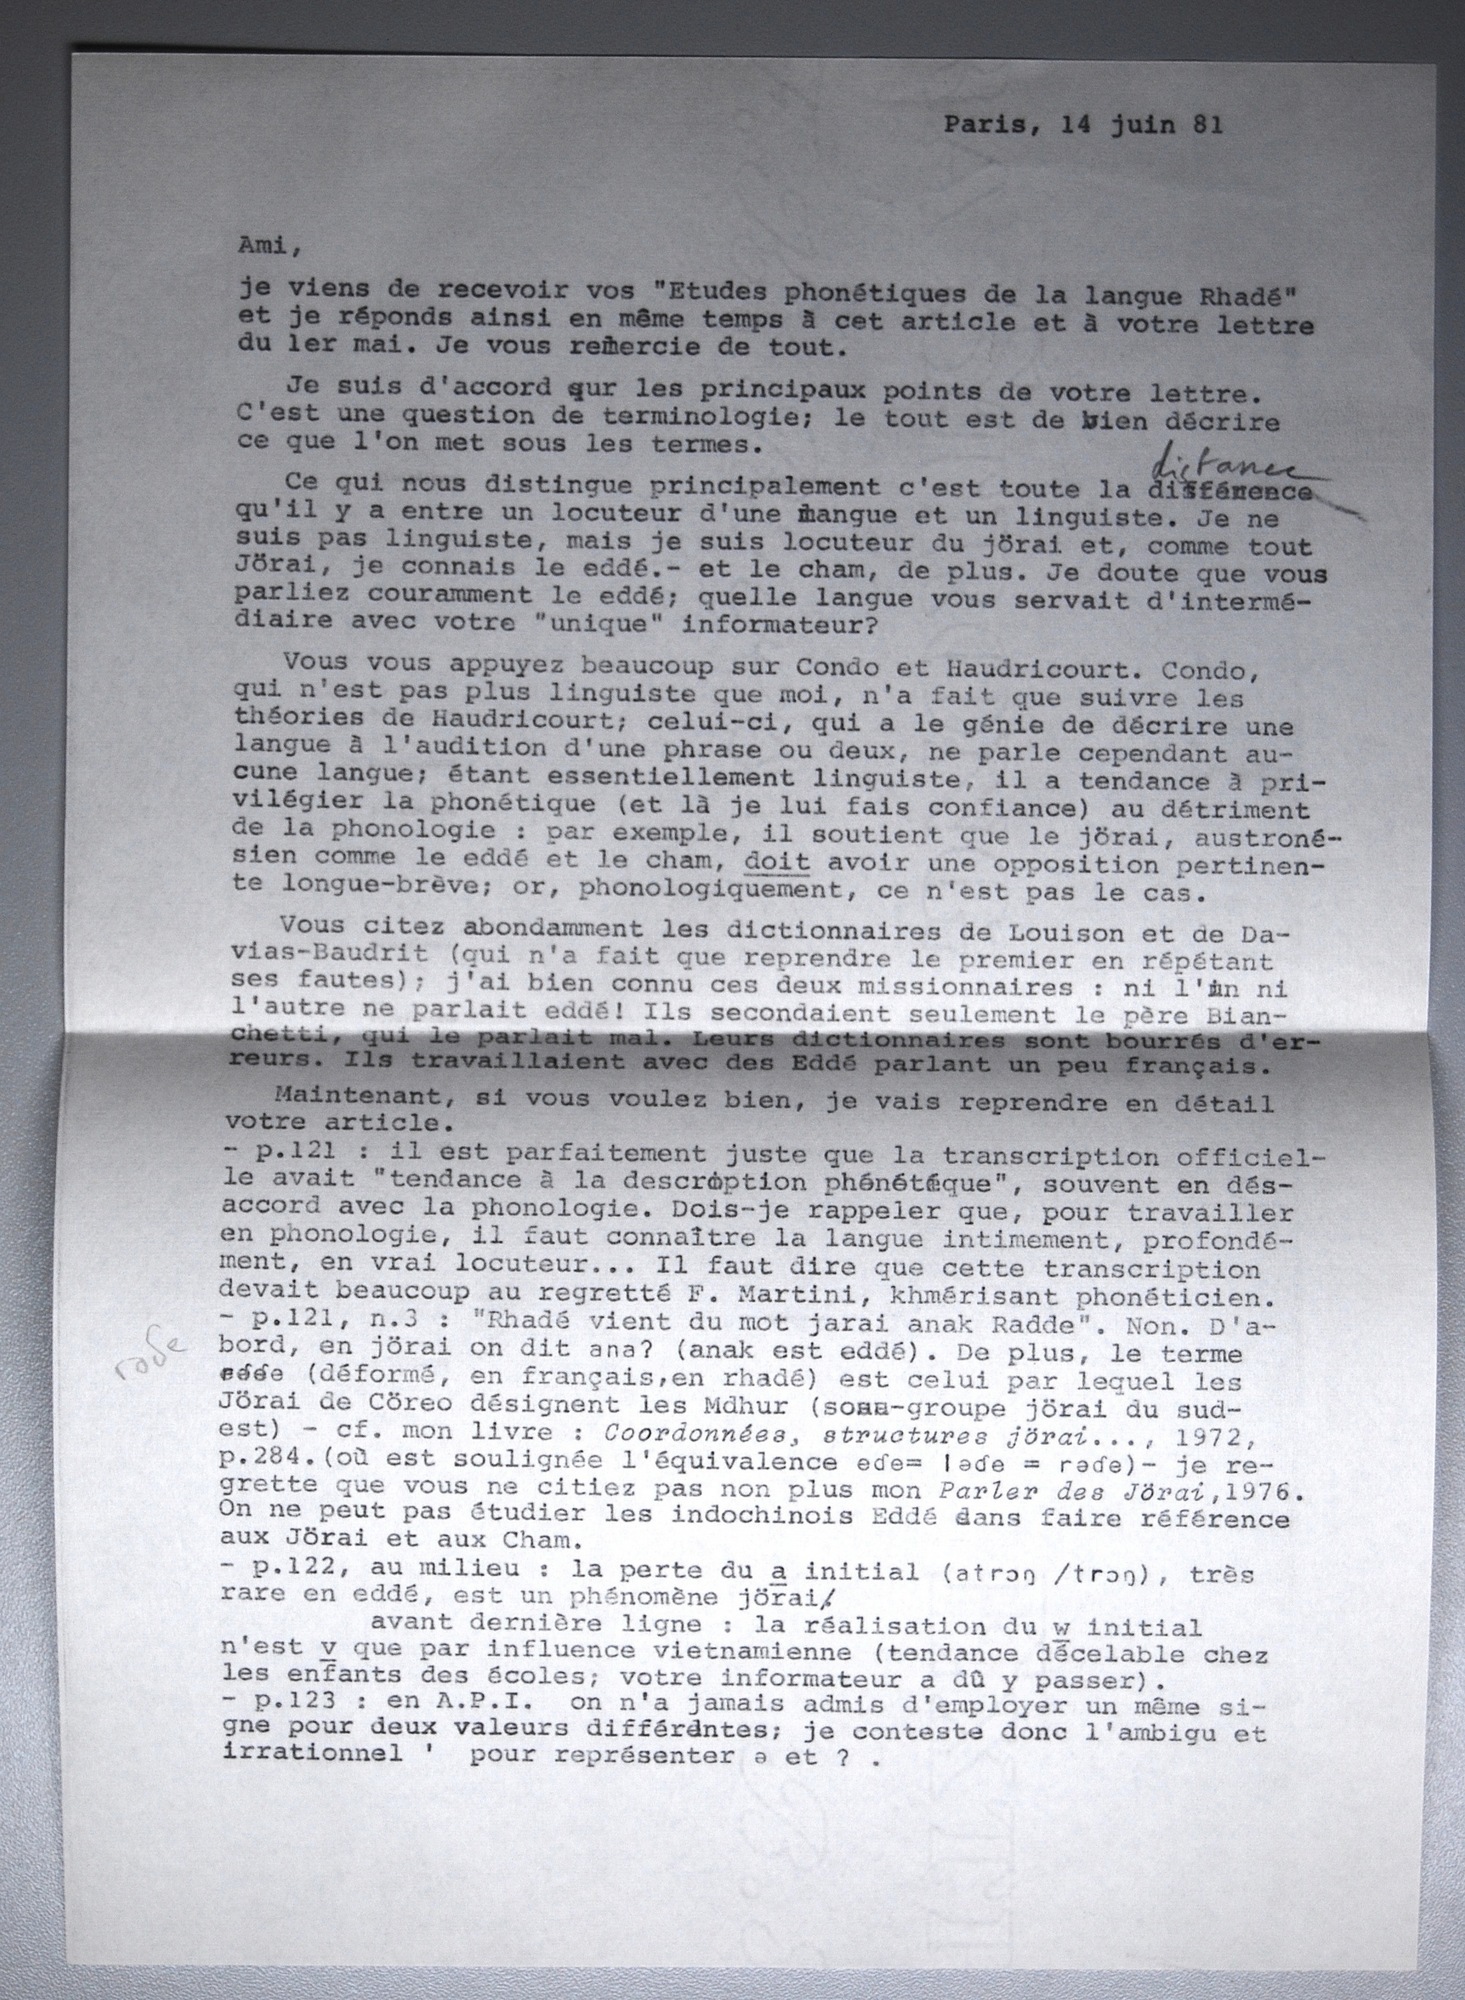 Paris, 14 juin 81
Ami,
je viens de recevoir vos "Etudes phonétiques de la langue Rhadé"
et je réponds ainsi en même temps à cet article et à votre lettre
du 1er mai. Je vous remercie de tout.
Je suis d'accord sur les principaux points de votre lettre.
C'est une question de terminologie; le tout est de bien décrire
ce que l'on met sous les termes.
distance
Ce qui nous distingue principalement c'est toute la différence
qu'il y a entre un locuteur d'une langue et un linguiste. Je ne
suis pas linguiste, mais je suis locuteur du jörai et, comme tout
Jörai, je connais le eddé.- et le cham, de plus. Je doute que vous
parliez couramment le eddé; quelle langue vous servait d'intermé-
diaire avec votre "unique" informateur?
Vous vous appuyez beaucoup sur Condo et Haudricourt. Condo,
qui n'est pas plus linguiste que moi, n'a fait que suivre les
théories de Haudricourt; celui-ci, qui a le génie de décrire une
langue à l'audition d'une phrase ou deux, ne parle cependant au-
cune langue; étant essentiellement linguiste, il a tendance à pri-
vilégier la phonétique (et là je lui fais confiance) au détriment
de la phonologie : par exemple, il soutient que le jörai, austroné-
sien comme le eddé et le cham, doit avoir une opposition pertinen-
te longue-brève; or, phonologiquement, ce n'est pas le cas.
Vous citez abondamment les dictionnaires de Louison et de Da-
vias-Baudrit (qui n'a fait que reprendre le premier en répétant
ses fautes); j'ai bien connu ces deux missionnaires : ni l'un ni
l'autre ne parlait eddé! Ils secondaient seulement le père Bian-
chetti, qui le parlait mal. Leurs dictionnaires sont bourrés d'er-
reurs. Ils travaillaient avec des Eddé parlant un peu français.
Maintenant, si vous voulez bien, je vais reprendre en détail
votre article.
- p.121 : il est parfaitement juste que la transcription officiel-
le avait "tendance à la description phénétique", souvent en dés-
accord avec la phonologie. Dois-je rappeler que, pour travailler
en phonologie, il faut connaître la langue intimement, profondé-
ment, en vrai locuteur... Il faut dire que cette transcription
devait beaucoup au regretté F. Martini, khmérisant phonéticien.
- p.121, n.3 : "Rhadé vient du mot jarai anak Radde". Non. D'a-
bord, en jörai on dit ana? (anak est eddé). De plus, le terme
rɔɗe (déformé, en français,en rhadé) est celui par lequel les
Jörai de Cöreo désignent les Mdhur (sous-groupe jörai du sud-
est) - cf. mon livre : Coordonnées, structures jörai..., 1972,
p.284.(où est soulignée l'équivalence eɗe= ləɗe = rəɗe)- je re-
grette que vous ne citiez pas non plus mon Parler des Jörai,1976.
On ne peut pas étudier les indochinois Eddé sans faire référence
aux Jörai et aux Cham.
- p.122, au milieu : la perte du a initial (atrɔŋ /trɔŋ), très
rare en eddé, est un phénomène jörai/
avant dernière ligne : la réalisation du w initial
n'est v que par influence vietnamienne (tendance décelable chez
les enfants des écoles; votre informateur a dû y passer).
- p.123 : en A.P.I. on n'a jamais admis d'employer un même si-
gne pour deux valeurs différentes; je conteste donc l'ambigu et
irrationnel ' pour représenter ə et ? .